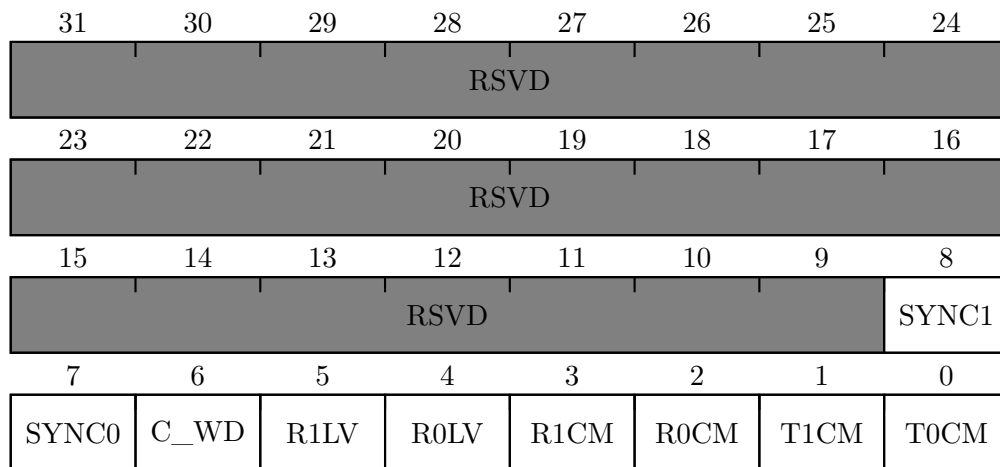 31 30 29 28 27 26 25 24
RSVD
23 22 21 20 19 18 17 16
RSVD
15 14 13 12 11 10 9 8
RSVD SYNC1
7 6 5 4 3 2 1 0
SYNC0 C_WD R1LV R0LV R1CM R0CM T1CM T0CM